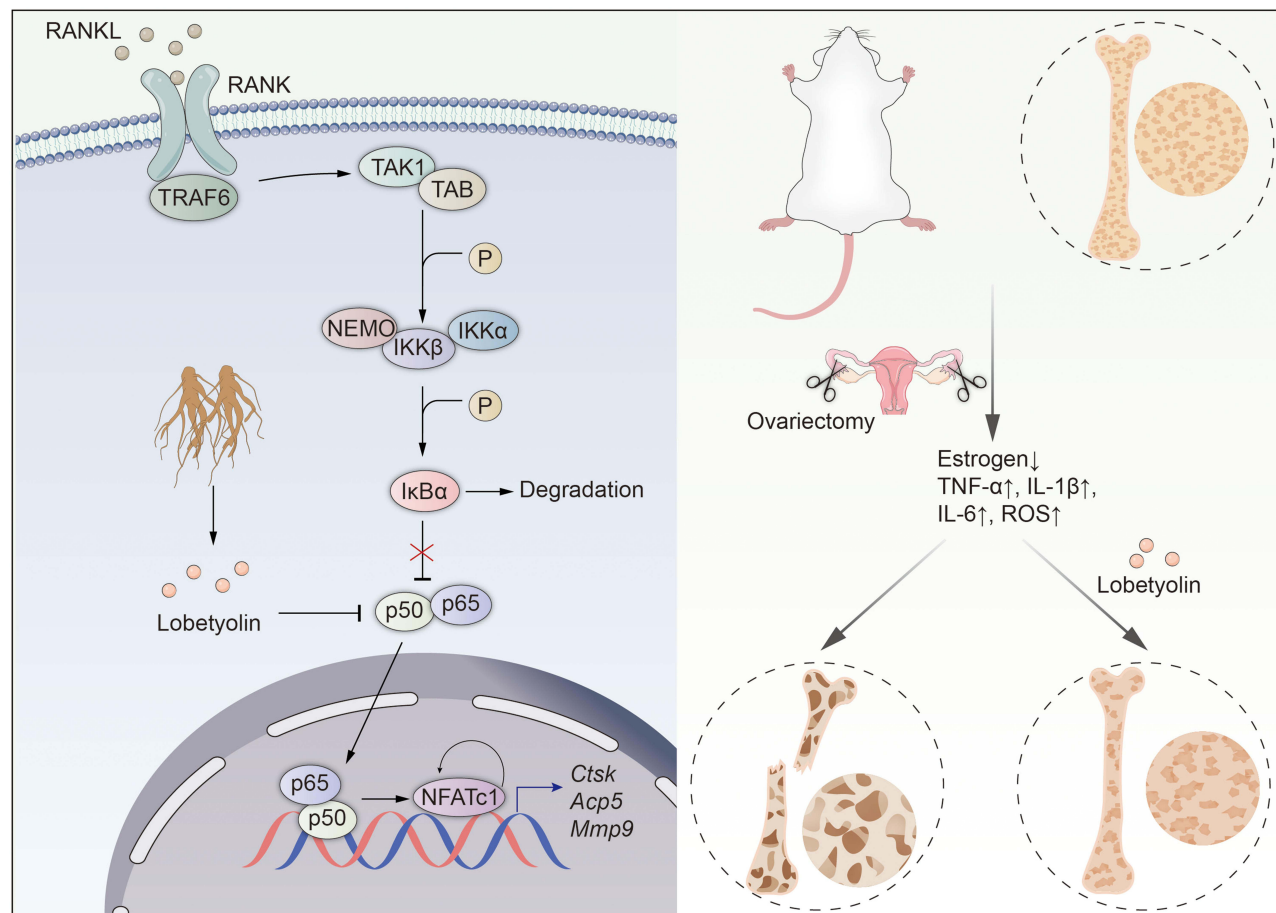 RANKL
RANK
TRAF6
TAK1
TAB
P
NEMO
IKKβ
IKKα
P
IκBα
Degradation
Lobetyolin
p50
p65
p65
p50
NFATc1
Ctsk
Acp5
Mmp9
Ovariectomy
Estrogen↓
TNF-α↑, IL-1β↑,
IL-6↑, ROS↑
Lobetyolin